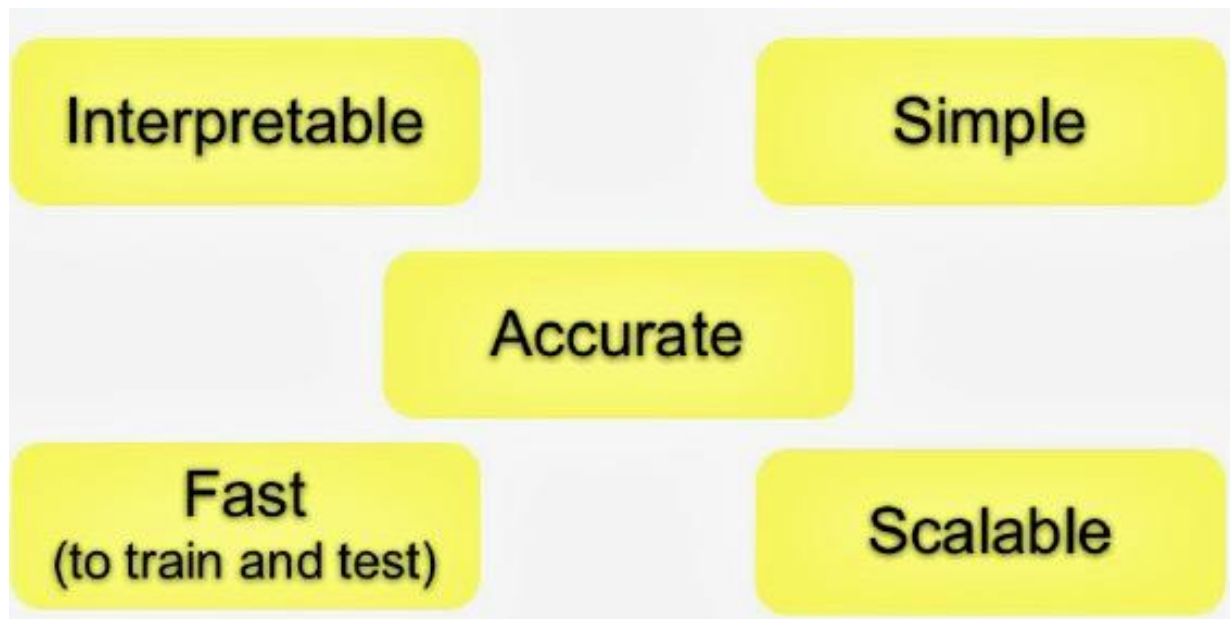 Interpretable
Simple
Accurate
Fast
(to train and test)
Scalable